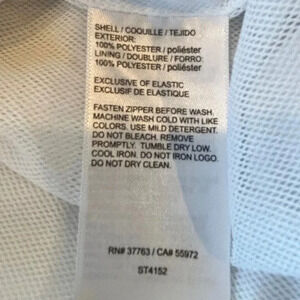 SHELL / COQUILLE / TEJIDO
EXTERIOR:
100% POLYESTER / poliéster
LINING / DOUBLURE / FORRO:
100% POLYESTER / poliéster
EXCLUSIVE OF ELASTIC
EXCLUSIF DE ELASTIQUE
FASTEN ZIPPER BEFORE WASH.
MACHINE WASH COLD WITH LIKE
COLORS. USE MILD DETERGENT.
DO NOT BLEACH. REMOVE
PROMPTLY. TUMBLE DRY LOW.
COOL IRON. DO NOT IRON LOGO.
DO NOT DRY CLEAN.
RN# 37763 / CA# 55972
ST4152